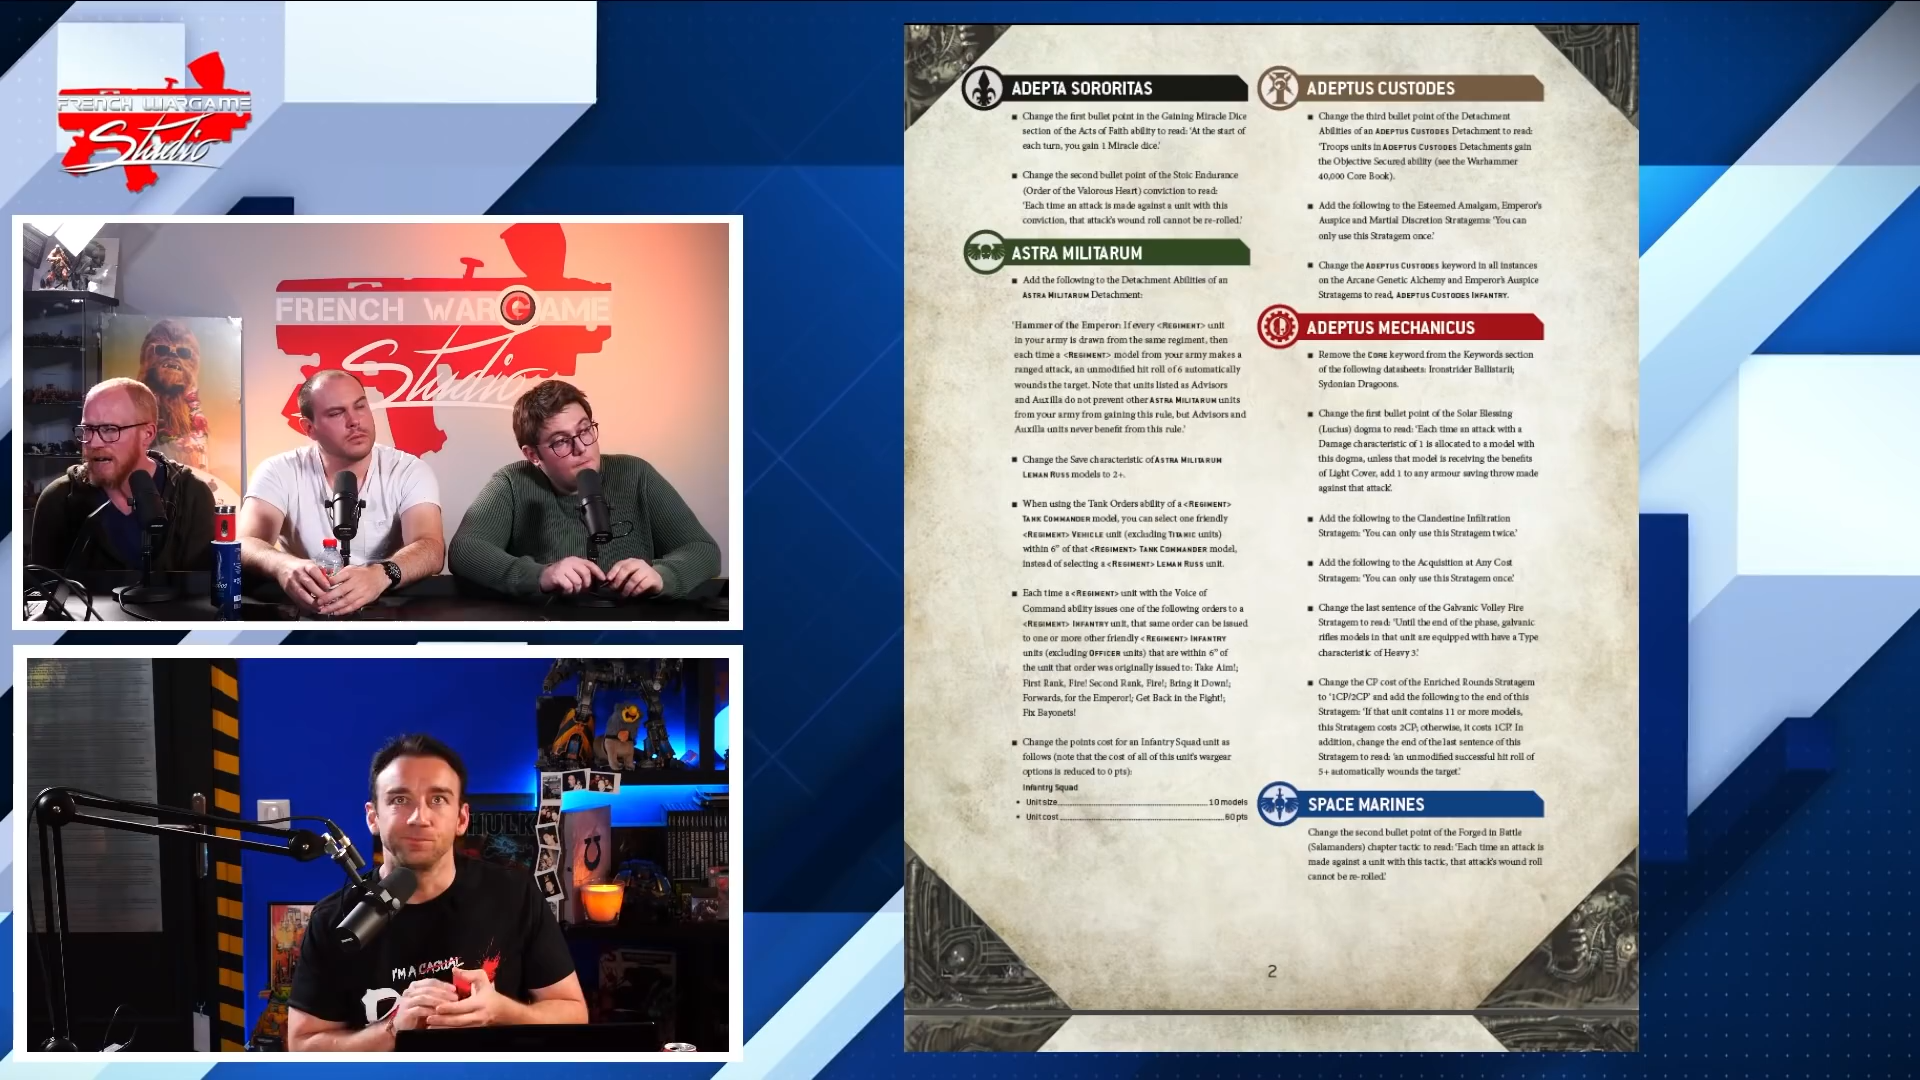 FRENCH WARGAME
Studio
FRENCH WARGAME
Studio
I'M A CASUAL
ADEPTA SORORITAS
▪ Change the first bullet point in the Gaining Miracle Dice
section of the Acts of Faith ability to read: 'At the start of
each turn, you gain 1 Miracle dice.'
▪ Change the second bullet point of the Stoic Endurance
(Order of the Valorous Heart) conviction to read:
'Each time an attack is made against a unit with this
conviction, that attack's wound roll cannot be re-rolled.'
ASTRA MILITARUM
▪ Add the following to the Detachment Abilities of an
ASTRA MILITARUM Detachment:
'Hammer of the Emperor: If every <REGIMENT> unit
in your army is drawn from the same regiment, then
each time a <REGIMENT> model from your army makes a
ranged attack, an unmodified hit roll of 6 automatically
wounds the target. Note that units listed as Advisors
and Auxilla do not prevent other ASTRA MILITARUM units
from your army from gaining this rule, but Advisors and
Auxilla units never benefit from this rule.'
▪ Change the Save characteristic of ASTRA MILITARUM
LEMAN RUSS models to 2+.
▪ When using the Tank Orders ability of a <REGIMENT>
TANK COMMANDER model, you can select one friendly
<REGIMENT> VEHICLE unit (excluding TITANIC units)
within 6" of that <REGIMENT> TANK COMMANDER model,
instead of selecting a <REGIMENT> LEMAN RUSS unit.
▪ Each time a <REGIMENT> unit with the Voice of
Command ability issues one of the following orders to a
<REGIMENT> INFANTRY unit, that same order can be issued
to one or more other friendly <REGIMENT> INFANTRY
units (excluding OFFICER units) that are within 6" of
the unit that order was originally issued to: Take Aim!;
First Rank, Fire! Second Rank, Fire!; Bring it Down!;
Forwards, for the Emperor!; Get Back in the Fight!;
Fix Bayonets!
▪ Change the points cost for an Infantry Squad unit as
follows (note that the cost of all of this unit's wargear
options is reduced to 0 pts):
Infantry Squad
• Unit size 10 models
• Unit cost 60 pts
ADEPTUS CUSTODES
▪ Change the third bullet point of the Detachment
Abilities of an ADEPTUS CUSTODES Detachment to read:
'Troops units in ADEPTUS CUSTODES Detachments gain
the Objective Secured ability (see the Warhammer
40,000 Core Book).
▪ Add the following to the Esteemed Amalgam, Emperor's
Auspice and Martial Discretion Stratagems: 'You can
only use this Stratagem once.'
▪ Change the ADEPTUS CUSTODES keyword in all instances
on the Arcane Genetic Alchemy and Emperor's Auspice
Stratagems to read, ADEPTUS CUSTODES INFANTRY.
ADEPTUS MECHANICUS
▪ Remove the CORE keyword from the Keywords section
of the following datasheets: Ironstrider Ballistarii;
Sydonian Dragoons.
▪ Change the first bullet point of the Solar Blessing
(Lucius) dogma to read: 'Each time an attack with a
Damage characteristic of 1 is allocated to a model with
this dogma, unless that model is receiving the benefits
of Light Cover, add 1 to any armour saving throw made
against that attack'.
▪ Add the following to the Clandestine Infiltration
Stratagem: 'You can only use this Stratagem twice.'
▪ Add the following to the Acquisition at Any Cost
Stratagem: 'You can only use this Stratagem once.'
▪ Change the last sentence of the Galvanic Volley Fire
Stratagem to read: 'Until the end of the phase, galvanic
rifles models in that unit are equipped with have a Type
characteristic of Heavy 3.'
▪ Change the CP cost of the Enriched Rounds Stratagem
to '1CP/2CP' and add the following to the end of this
Stratagem: 'If that unit contains 11 or more models,
this Stratagem costs 2CP; otherwise, it costs 1CP.' In
addition, change the end of the last sentence of this
Stratagem to read: 'an unmodified successful hit roll of
5+ automatically wounds the target.'
SPACE MARINES
Change the second bullet point of the Forged in Battle
(Salamanders) chapter tactic to read: 'Each time an attack is
made against a unit with this tactic, that attack's wound roll
cannot be re-rolled.'
2